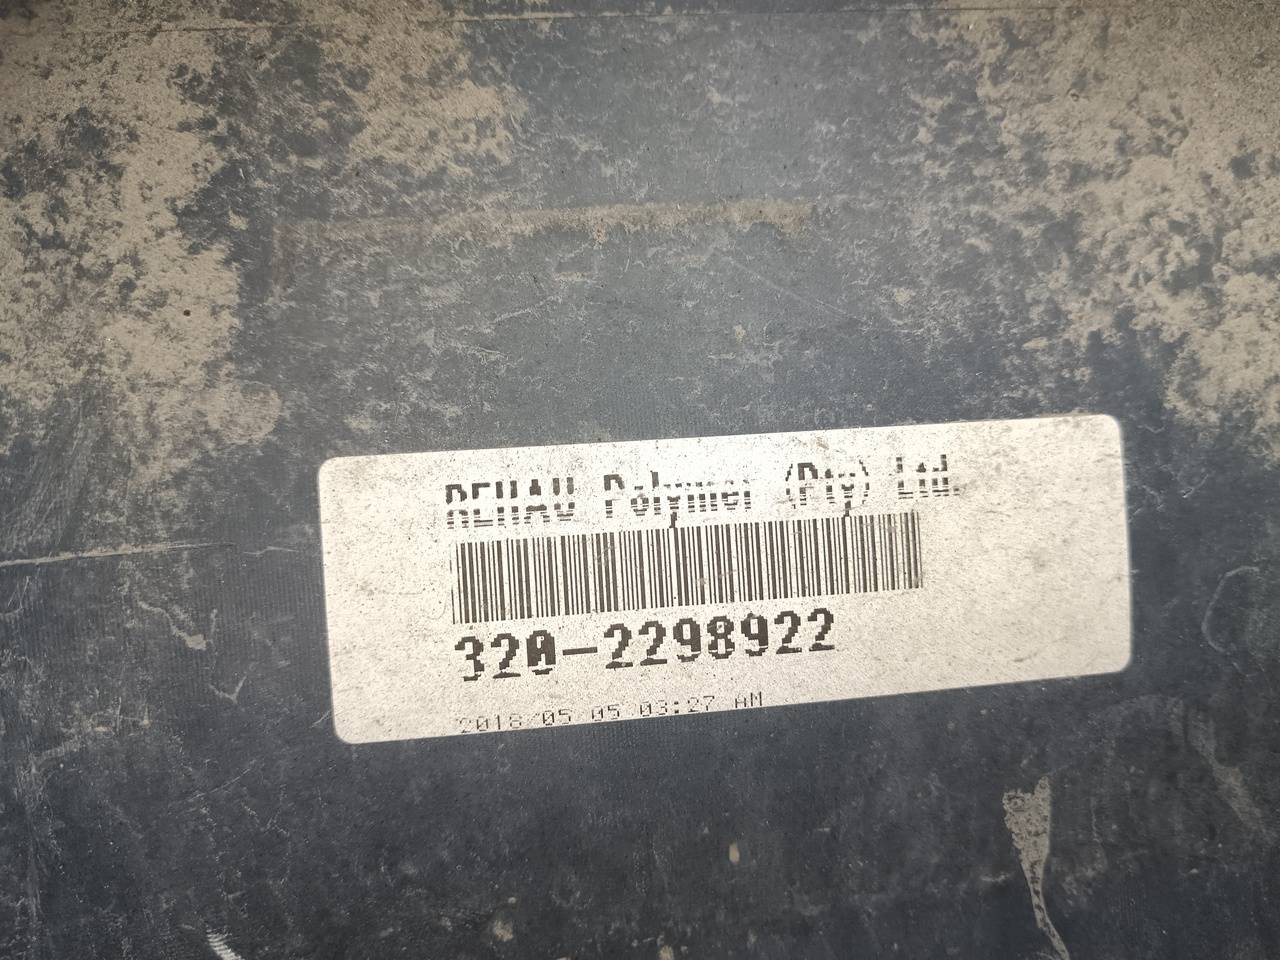 REHAU Polymer (Pty) Ltd.
320-2298922
2018/05/05 03:27 AM